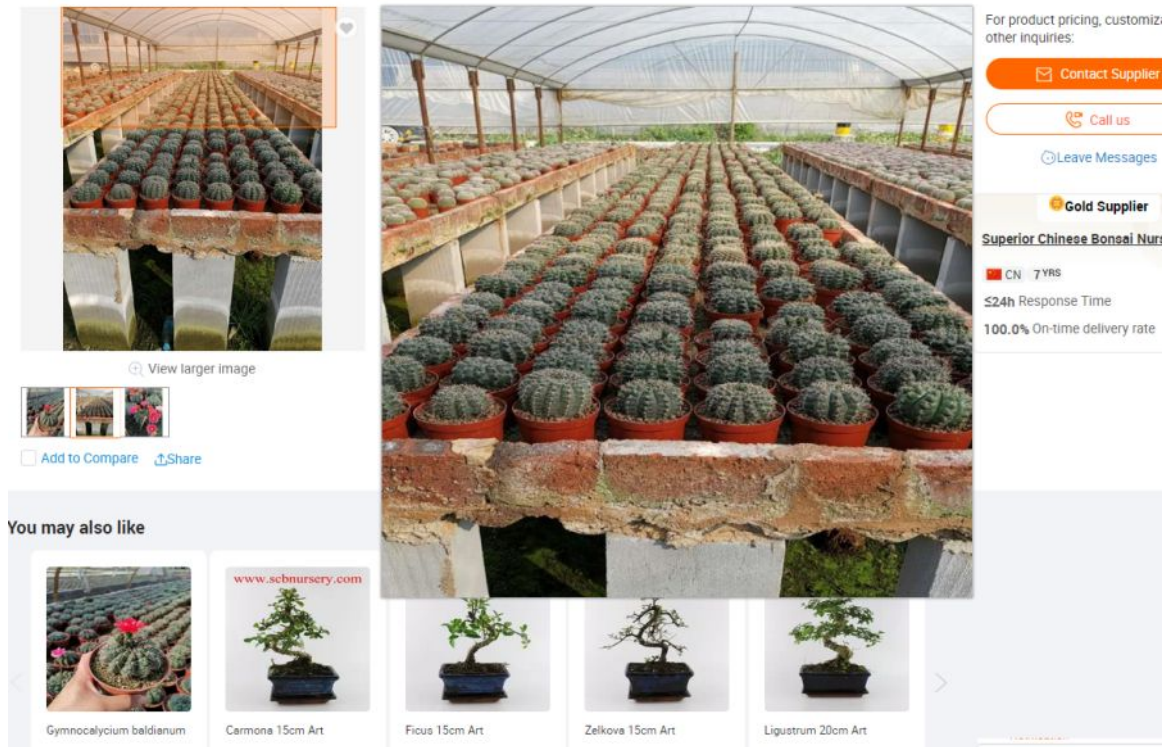 For product pricing,
other inquiries:
Contact Supplier
Call us
Leave Messages
Gold Supplier
Superior Chinese Bonsai
CN 7 YRS
≤24h Response Time
100.0% On-time delivery rate
View larger image
Add to Compare Share
You may also like
www.scbnursery.com
Gymnocalycium baldianum
Carmona 15cm Art
Ficus 15cm Art
Zelkova 15cm Art
Ligustrum 20cm Art